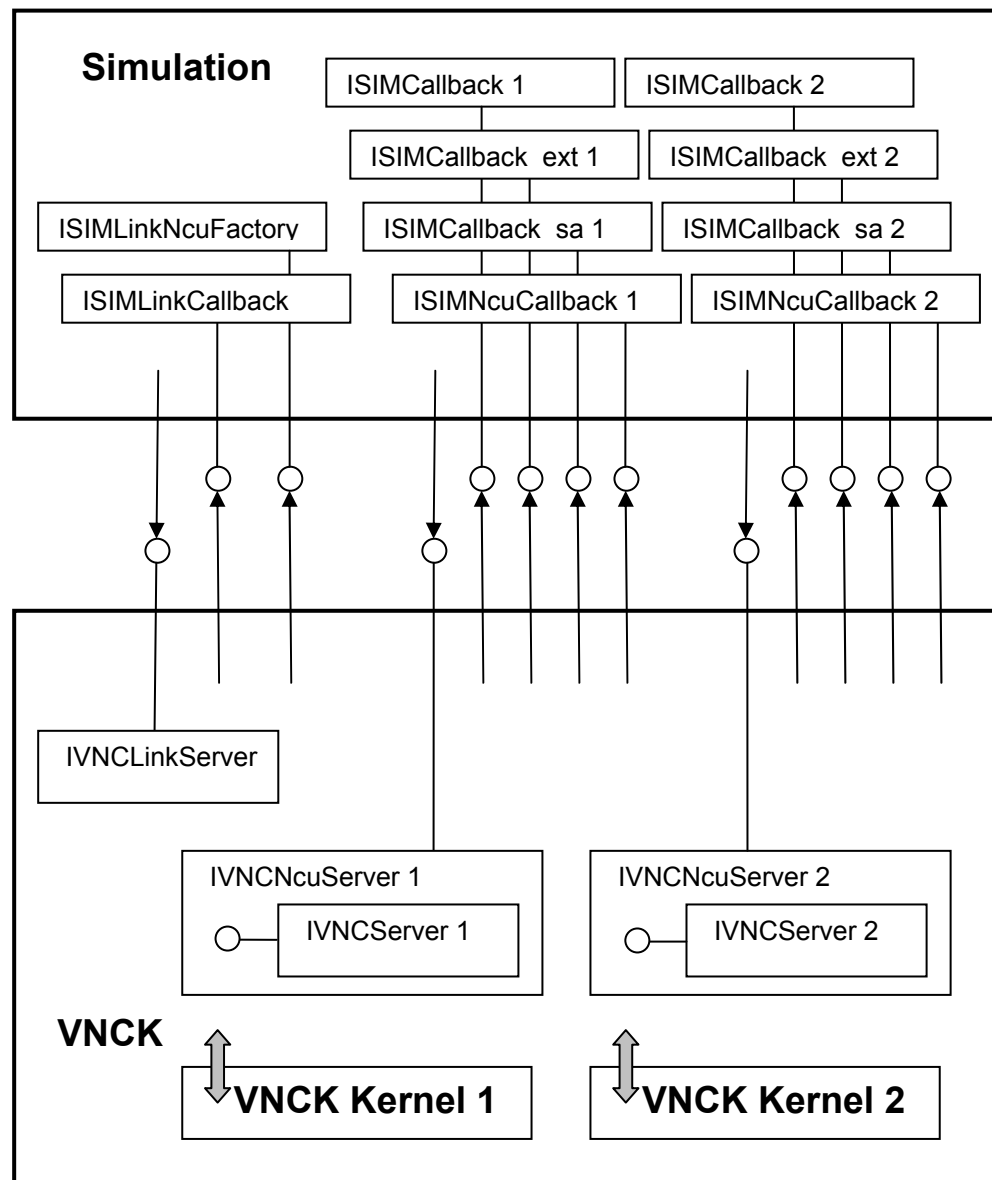 Simulation
ISIMCallback 1
ISIMCallback 2
ISIMCallback ext 1
ISIMCallback ext 2
ISIMLinkNcuFactory
ISIMCallback sa 1
ISIMCallback sa 2
ISIMLinkCallback
ISIMNcuCallback 1
ISIMNcuCallback 2
IVNCLinkServer
IVNCNcuServer 1
IVNCNcuServer 2
IVNCServer 1
IVNCServer 2
VNCK
VNCK Kernel 1
VNCK Kernel 2